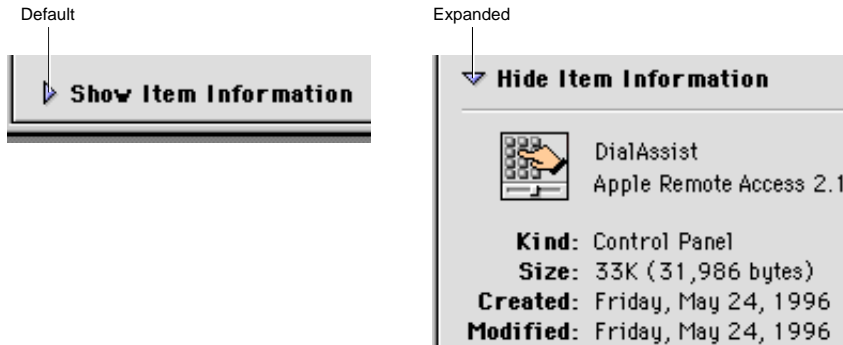 Default
Show Item Information
Expanded
Hide Item Information
DialAssist
Apple Remote Access 2.1
Kind: Control Panel
Size: 33K (31,986 bytes)
Created: Friday, May 24, 1996
Modified: Friday, May 24, 1996